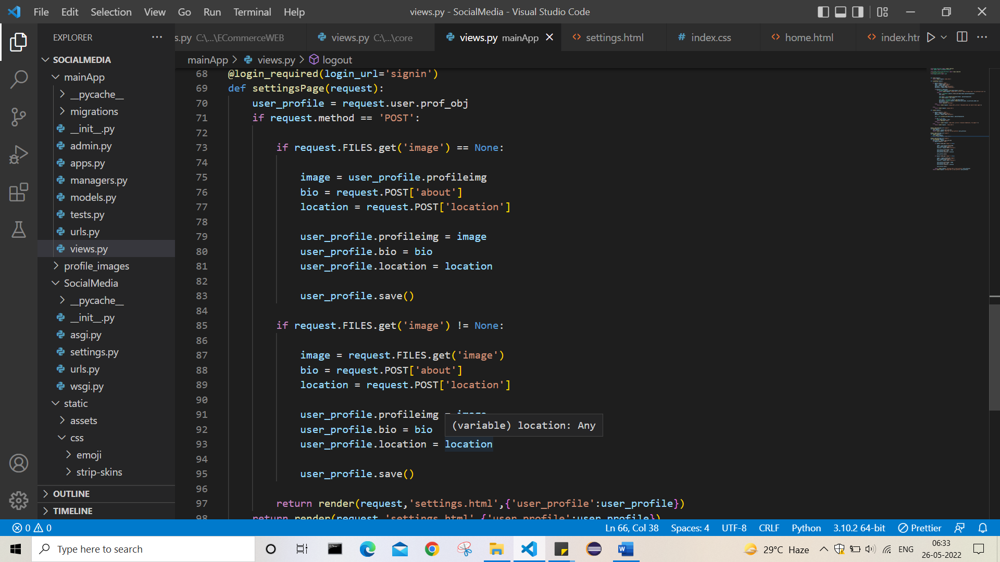 File Edit Selection View Go Run Terminal Help
views.py - SocialMedia - Visual Studio Code
EXPLORER
s.py C:\...\ECommerceWEB
views.py C:\...\core
views.py mainApp
settings.html
# index.css
home.html
index.htr
SOCIALMEDIA
mainApp
__pycache__
migrations
__init__.py
admin.py
apps.py
managers.py
models.py
tests.py
urls.py
views.py
profile_images
SocialMedia
__pycache__
__init__.py
asgi.py
settings.py
urls.py
wsgi.py
static
assets
css
emoji
strip-skins
OUTLINE
TIMELINE
mainApp > views.py > logout
68 @login_required(login_url='signin')
69 def settingsPage(request):
70 user_profile = request.user.prof_obj
71 if request.method == 'POST':
72
73 if request.FILES.get('image') == None:
74
75 image = user_profile.profileimg
76 bio = request.POST['about']
77 location = request.POST['location']
78
79 user_profile.profileimg = image
80 user_profile.bio = bio
81 user_profile.location = location
82
83 user_profile.save()
84
85 if request.FILES.get('image') != None:
86
87 image = request.FILES.get('image')
88 bio = request.POST['about']
89 location = request.POST['location']
90
91 user_profile.profileimg = image
(variable) location: Any
92 user_profile.bio = bio
93 user_profile.location = location
94
95 user_profile.save()
96
97 return render(request,'settings.html',{'user_profile':user_profile})
98 return render(request,'settings.html',{'user_profile':user_profile})
0 0
Ln 66, Col 38 Spaces: 4 UTF-8 CRLF Python 3.10.2 64-bit Prettier
Type here to search
29°C Haze
ENG
06:33
26-05-2022